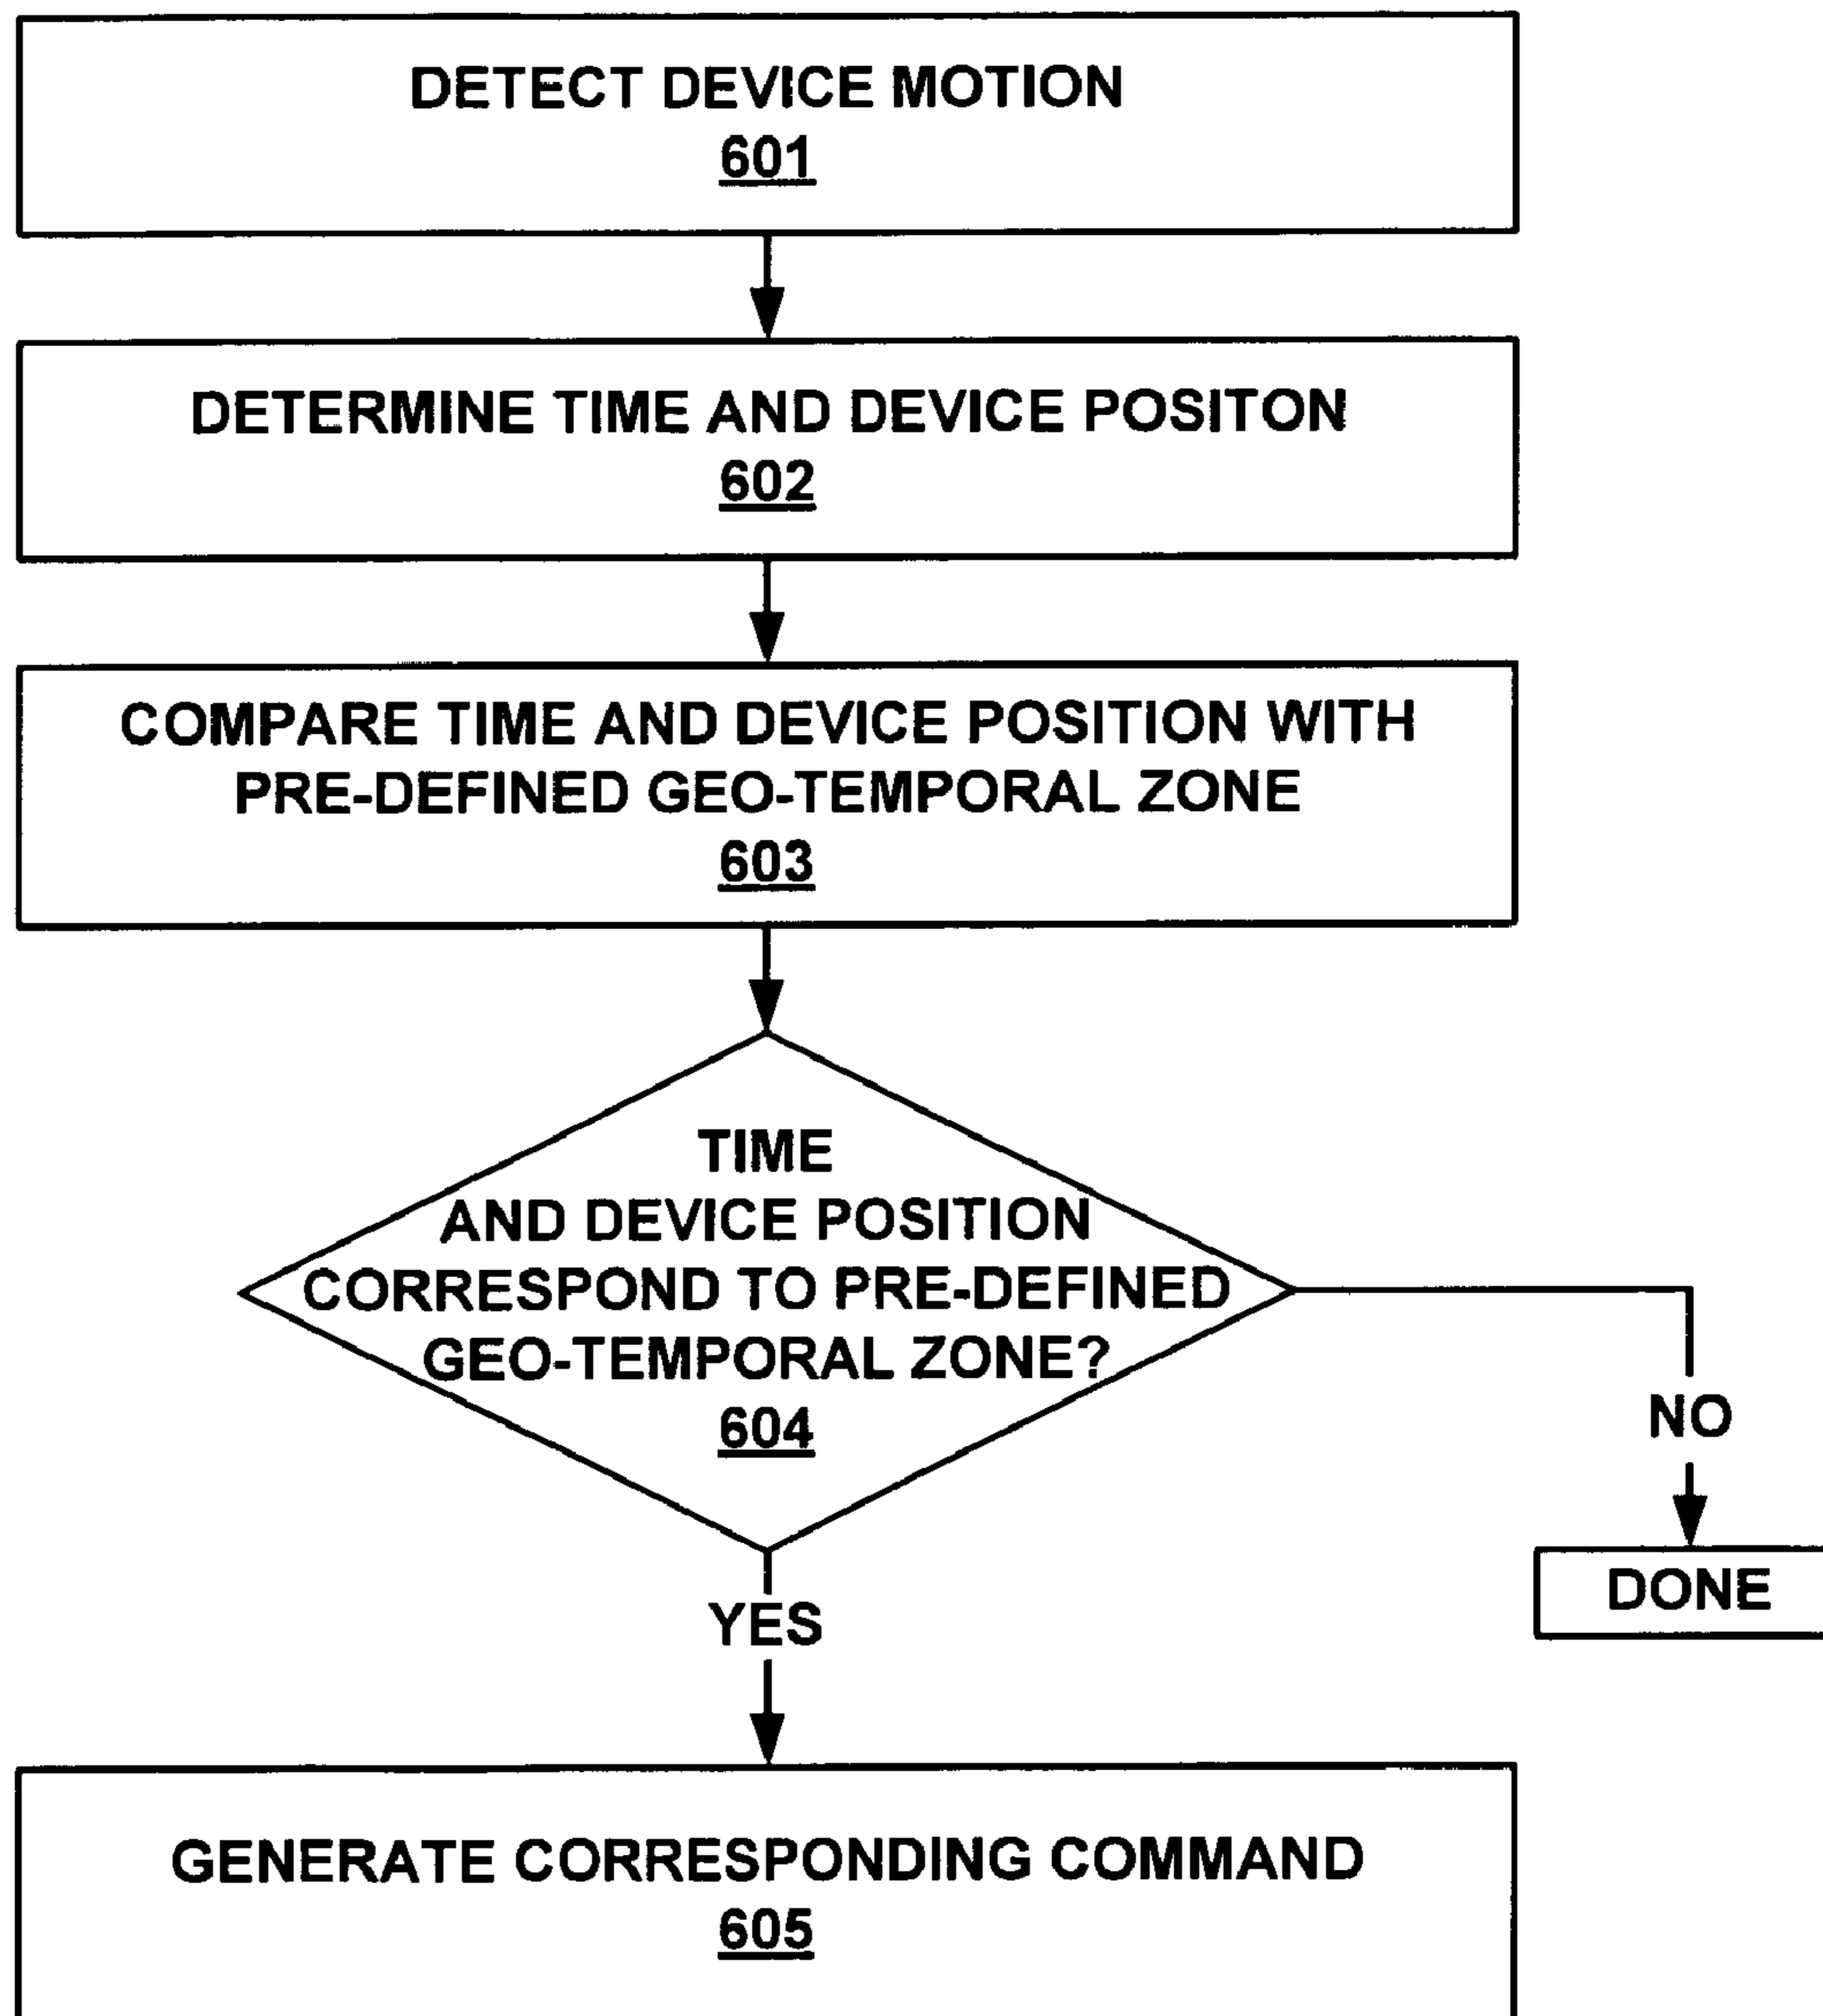 DETECT DEVICE MOTION
601
DETERMINE TIME AND DEVICE POSITON
602
COMPARE TIME AND DEVICE POSITION WITH
PRE-DEFINED GEO-TEMPORAL ZONE
603
TIME
AND DEVICE POSITION
CORRESPOND TO PRE-DEFINED
GEO-TEMPORAL ZONE?
604
NO
DONE
YES
GENERATE CORRESPONDING COMMAND
605